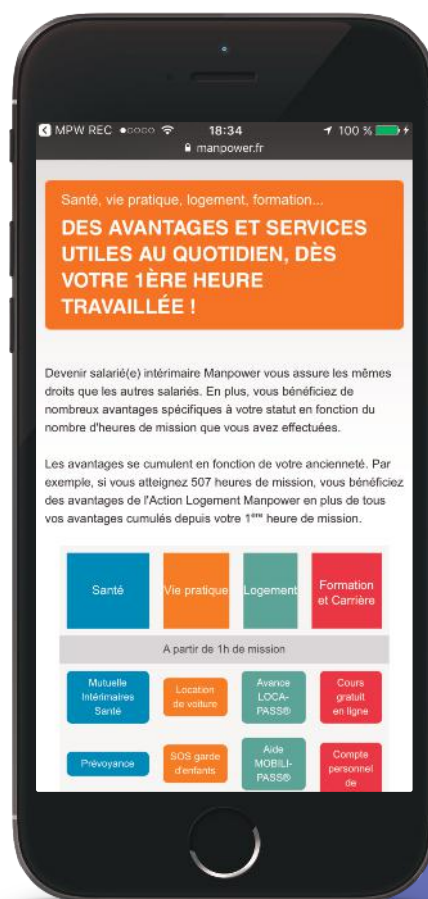 MPW REC 18:34 100 %
manpower.fr
Santé, vie pratique, logement, formation...
DES AVANTAGES ET SERVICES
UTILES AU QUOTIDIEN, DÈS
VOTRE 1ÈRE HEURE
TRAVAILLÉE !
Devenir salarié(e) intérimaire Manpower vous assure les mêmes
droits que les autres salariés. En plus, vous bénéficiez de
nombreux avantages spécifiques à votre statut en fonction du
nombre d'heures de mission que vous avez effectuées.
Les avantages se cumulent en fonction de votre ancienneté. Par
exemple, si vous atteignez 507 heures de mission, vous bénéficiez
des avantages de l'Action Logement Manpower en plus de tous
vos avantages cumulés depuis votre 1ère heure de mission.
Santé Vie pratique Logement Formation
et Carrière
A partir de 1h de mission
Mutuelle
Intérimaires
Santé
Location
de voiture
Avance
LOCA-
PASS®
Cours
gratuit
en ligne
Prévoyance
SOS garde
d'enfants
Aide
MOBILI-
PASS®
Compte
personnel
de